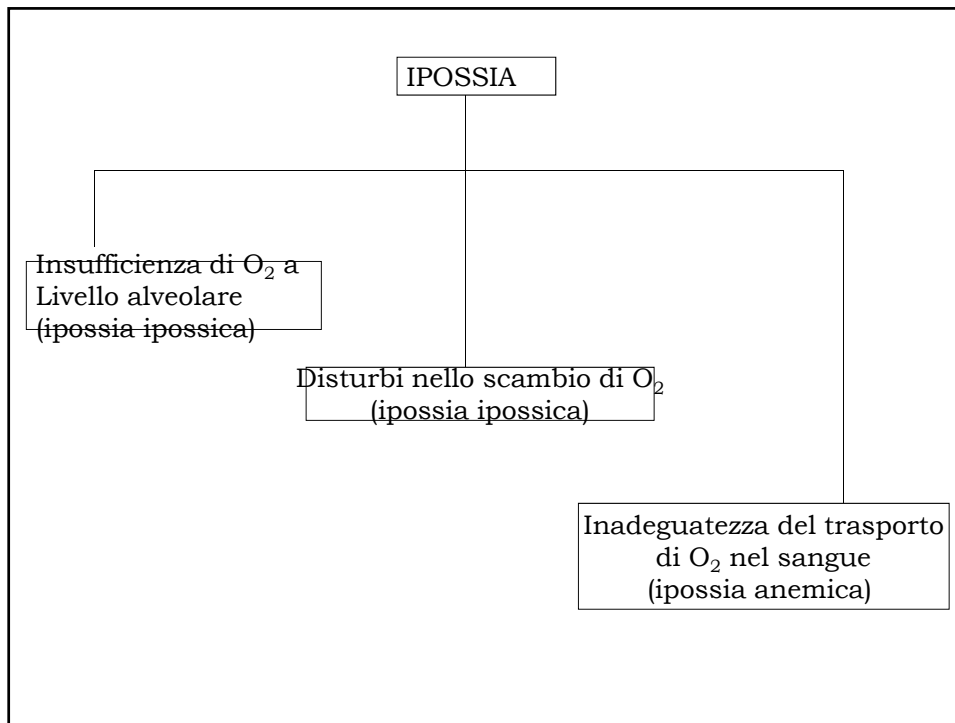 IPOSSIA
Insufficienza di O₂ a
Livello alveolare
(ipossia ipossica)
Disturbi nello scambio di O₂
(ipossia ipossica)
Inadeguatezza del trasporto
di O₂ nel sangue
(ipossia anemica)